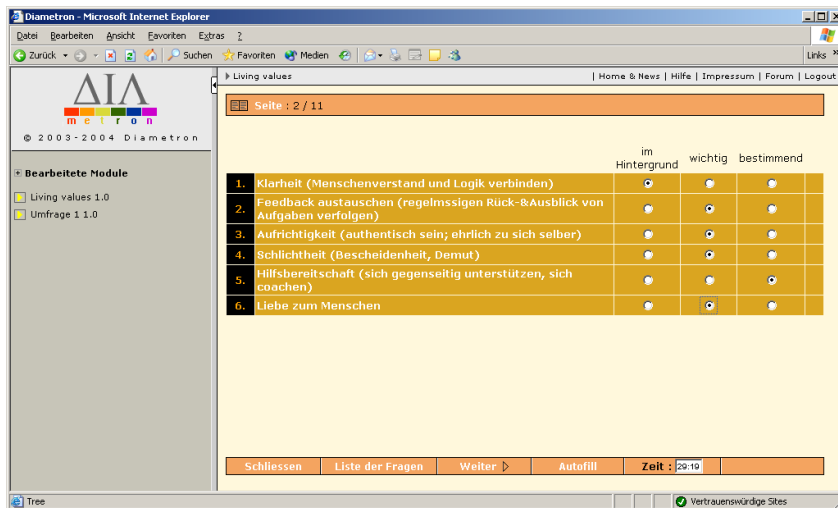 Diametron - Microsoft Internet Explorer
Datei Bearbeiten Ansicht Favoriten Extras ?
Zurück Suchen Favoriten Medien Links »
ΔIΛ
metron
© 2003-2004 Diametron
Bearbeitete Module
Living values 1.0
Umfrage 1 1.0
Living values | Home & News | Hilfe | Impressum | Forum | Logout
Seite : 2 / 11
im Hintergrund wichtig bestimmend
1. Klarheit (Menschenverstand und Logik verbinden)
2. Feedback austauschen (regelmssigen Rück-&Ausblick von
Aufgaben verfolgen)
3. Aufrichtigkeit (authentisch sein; ehrlich zu sich selber)
4. Schlichtheit (Bescheidenheit, Demut)
5. Hilfsbereitschaft (sich gegenseitig unterstützen, sich
coachen)
6. Liebe zum Menschen
Schliessen Liste der Fragen Weiter Autofill Zeit : 29:19
Tree Vertrauenswürdige Sites